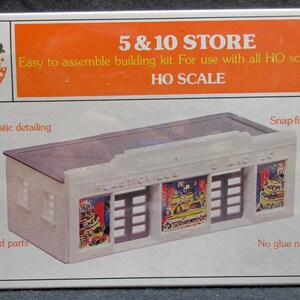 5 & 10 STORE
Easy to assemble building kit. For use with all HO sc
HO SCALE
stic detailing
Snap-fi
d parts
No glue n